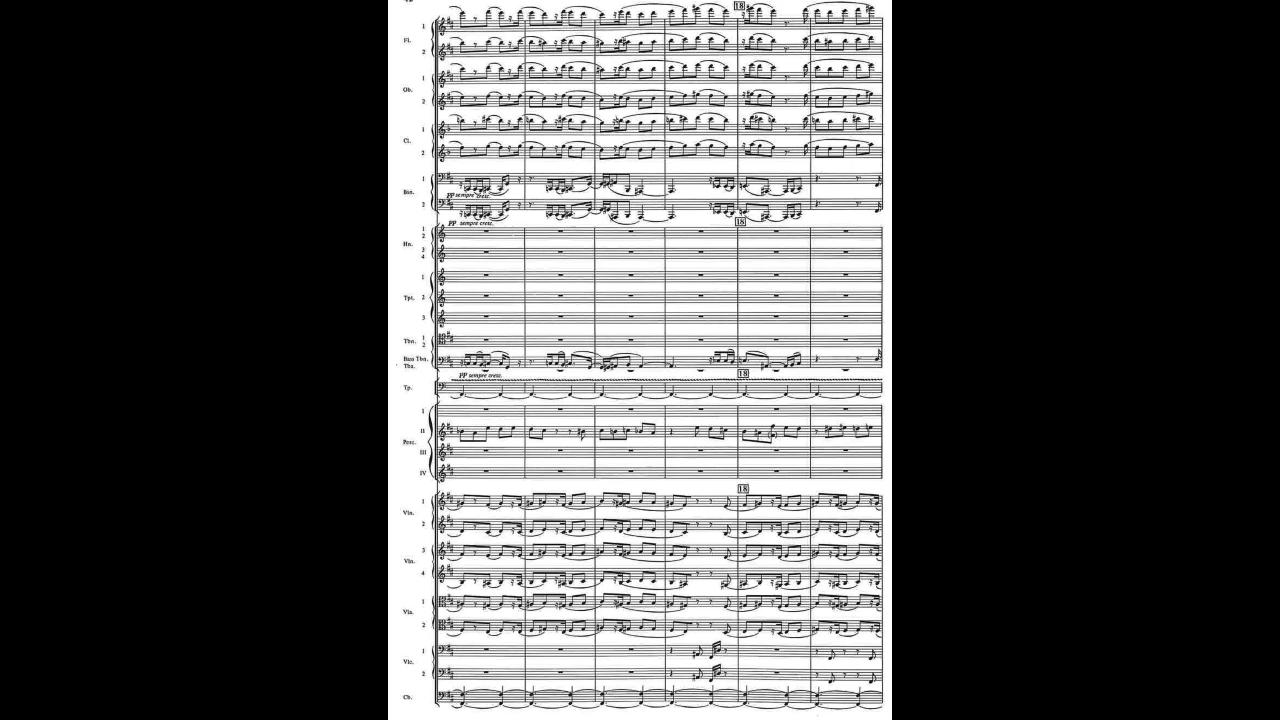 18
1
Fl.
2
1
Ob.
2
1
Cl.
2
1
Bsn.
pp sempre cresc.
2
18
pp sempre cresc.
1
2
Hn.
3
4
1
Tpt. 2
3
Tbn. 1
2
Bass Tbn.
Tba.
pp sempre cresc.
18
Tp.
I
II
Perc.
III
IV
18
1
Vln.
2
3
Vln.
4
1
Vla.
2
1
Vlc.
2
Cb.